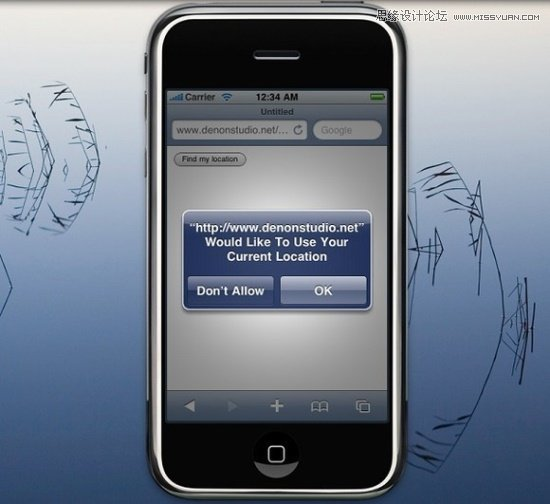 思缘设计论坛 WWW.MISSYUAN.COM
Carrier 12:34 AM
Untitled
www.denonstudio.net/... Google
Find my location
“http://www.denonstudio.net”
Would Like To Use Your
Current Location
Don't Allow OK